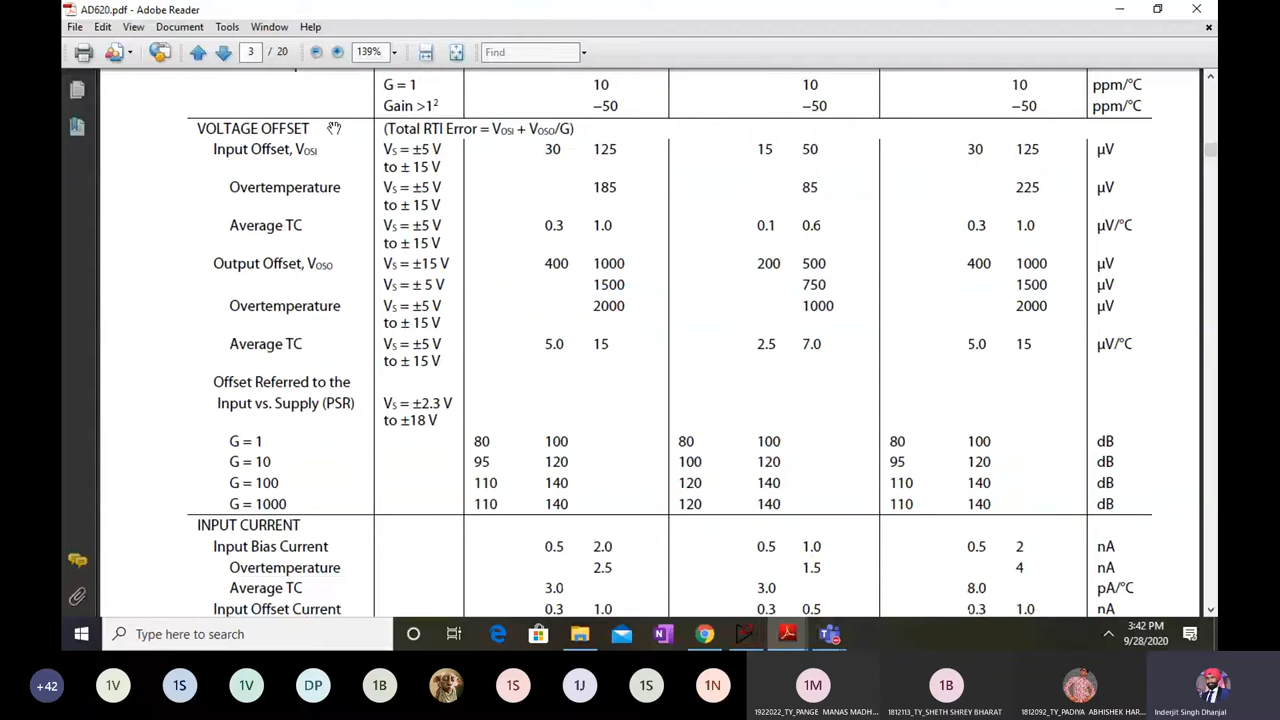 AD620.pdf - Adobe Reader
File Edit View Document Tools Window Help
3 / 20 139% Find
G = 1 10 10 10 ppm/°C
Gain >1² −50 −50 −50 ppm/°C
VOLTAGE OFFSET (Total RTI Error = VOSI + VOSO/G)
Input Offset, VOSI VS = ±5 V 30 125 15 50 30 125 μV
to ± 15 V
Overtemperature VS = ±5 V 185 85 225 μV
to ± 15 V
Average TC VS = ±5 V 0.3 1.0 0.1 0.6 0.3 1.0 μV/°C
to ± 15 V
Output Offset, VOSO VS = ±15 V 400 1000 200 500 400 1000 μV
VS = ± 5 V 1500 750 1500 μV
Overtemperature VS = ±5 V 2000 1000 2000 μV
to ± 15 V
Average TC VS = ±5 V 5.0 15 2.5 7.0 5.0 15 μV/°C
to ± 15 V
Offset Referred to the
Input vs. Supply (PSR) VS = ±2.3 V
to ±18 V
G = 1 80 100 80 100 80 100 dB
G = 10 95 120 100 120 95 120 dB
G = 100 110 140 120 140 110 140 dB
G = 1000 110 140 120 140 110 140 dB
INPUT CURRENT
Input Bias Current 0.5 2.0 0.5 1.0 0.5 2 nA
Overtemperature 2.5 1.5 4 nA
Average TC 3.0 3.0 8.0 pA/°C
Input Offset Current 0.3 1.0 0.3 0.5 0.3 1.0 nA
Type here to search
3:42 PM
9/28/2020
+42 1V 1S 1V DP 1B 1S 1J 1S 1N 1M 1B
1922022_TY_PANGE MANAS MADH... 1812113_TY_SHETH SHREY BHARAT 1812092_TY_PADIYA ABHISHEK HAR... Inderjit Singh Dhanjal